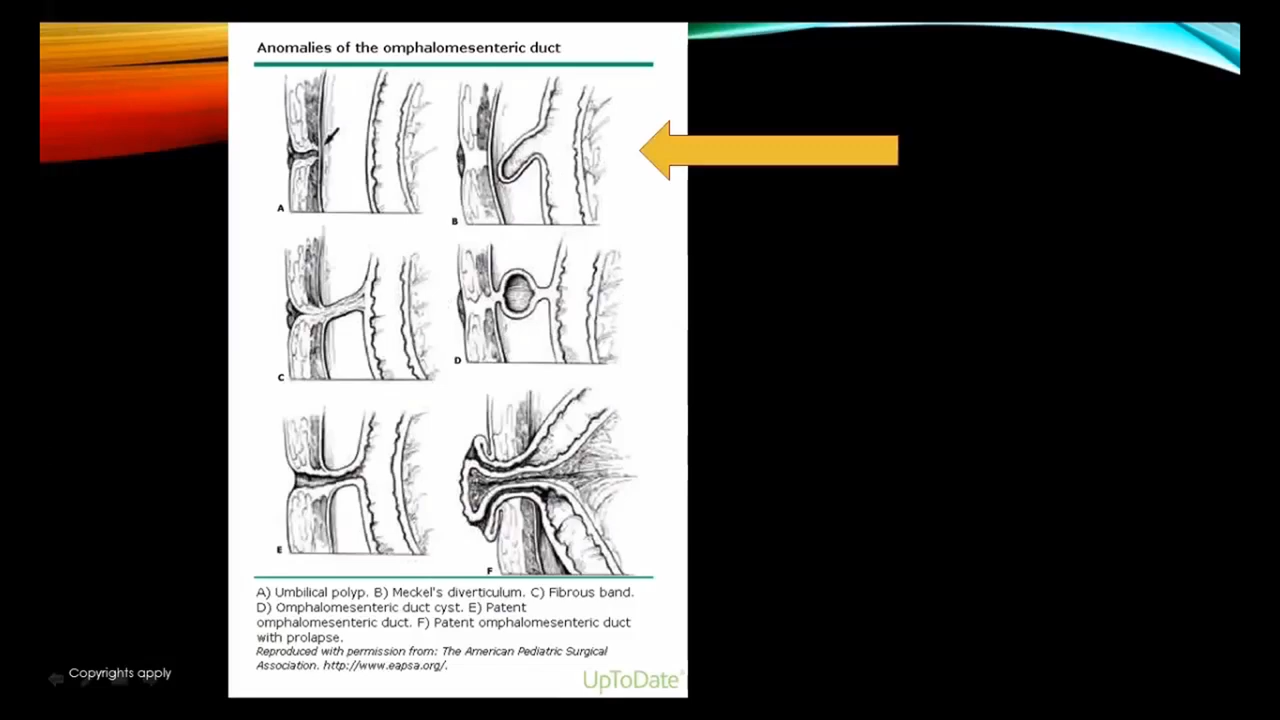 Anomalies of the omphalomesenteric duct
A
B
C
D
E
F
A) Umbilical polyp. B) Meckel's diverticulum. C) Fibrous band.
D) Omphalomesenteric duct cyst. E) Patent
omphalomesenteric duct. F) Patent omphalomesenteric duct
with prolapse.
Reproduced with permission from: The American Pediatric Surgical
Association. http://www.eapsa.org/.
UpToDate®
Copyrights apply